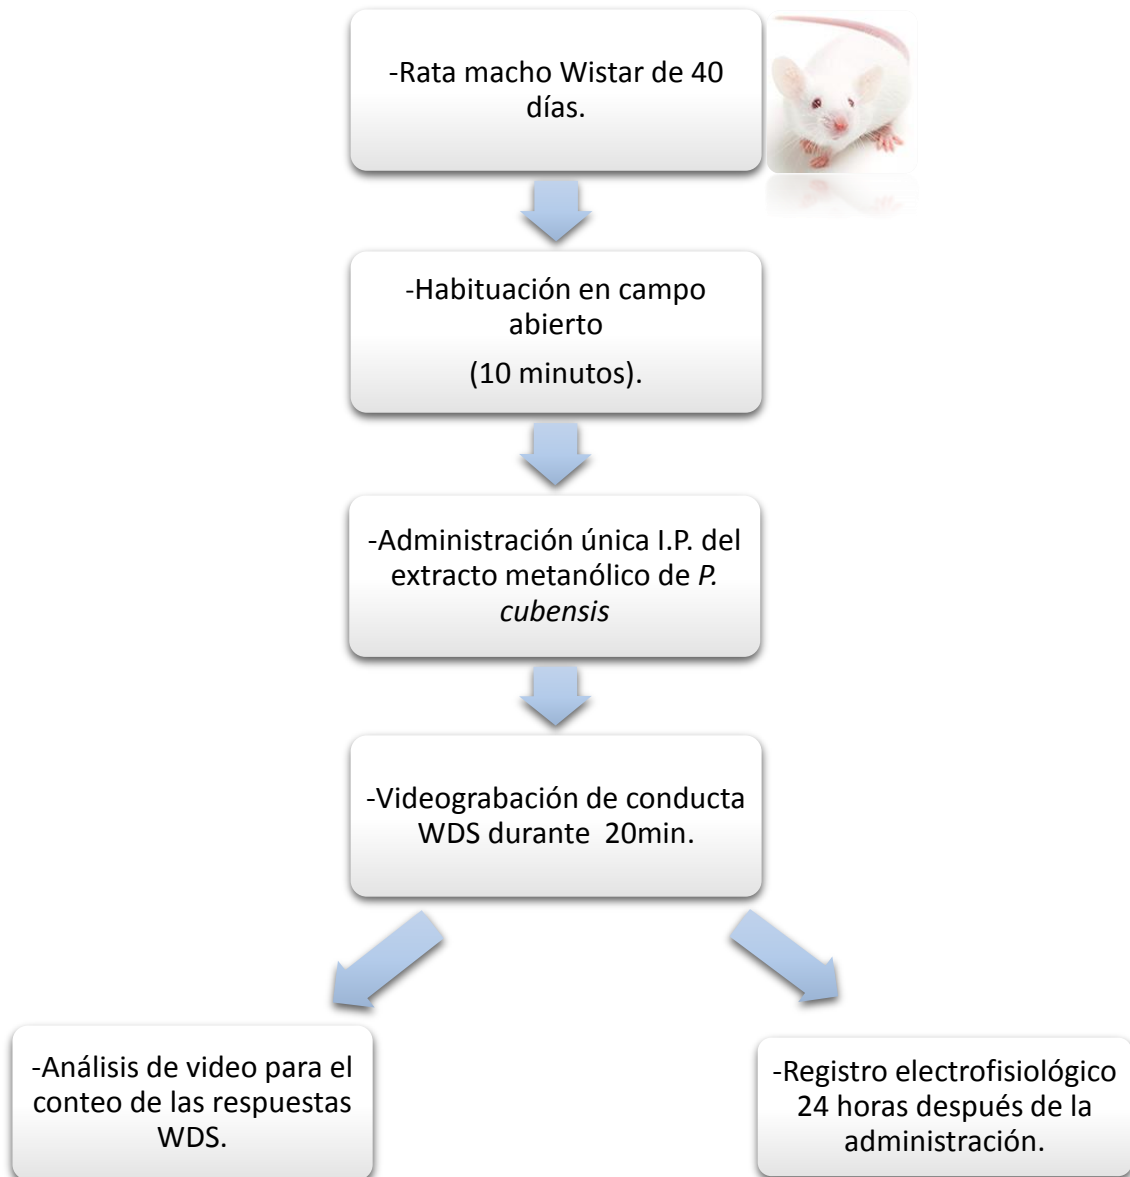 -Rata macho Wistar de 40
días.
-Habituación en campo
abierto
(10 minutos).
-Administración única I.P. del
extracto metanólico de P.
cubensis
-Videograbación de conducta
WDS durante  20min.
-Análisis de video para el
conteo de las respuestas
WDS.
-Registro electrofisiológico
24 horas después de la
administración.